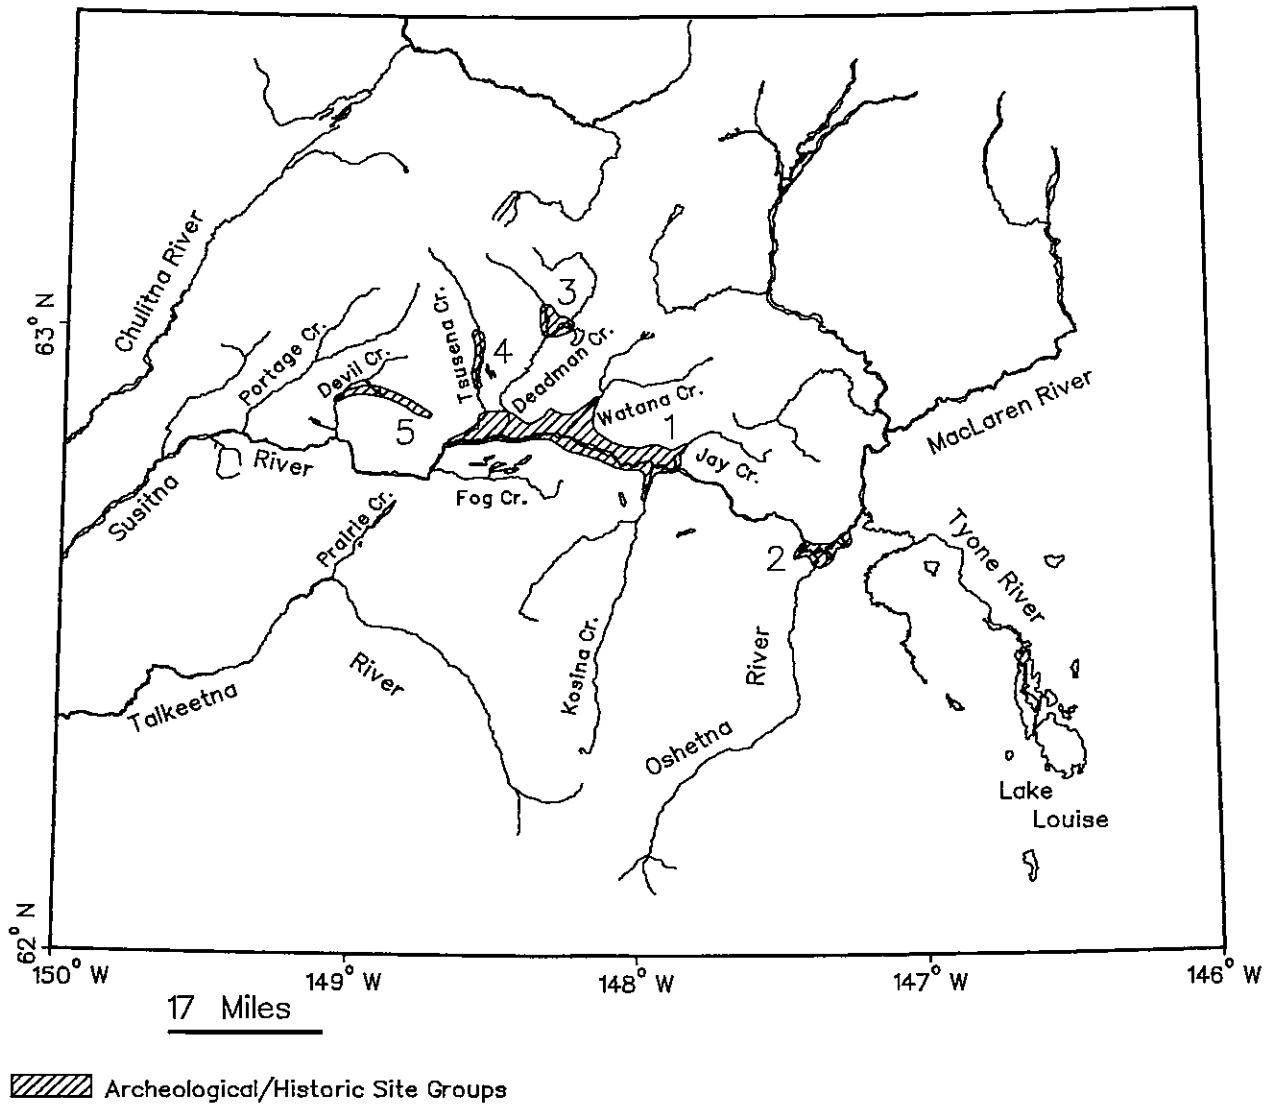 Chulitna River
63° N
Portage Cr.
Devil Cr.
Tsusena Cr.
3
4
Deadman Cr.
Watana Cr.
1
MacLaren River
5
River
Jay Cr.
Susitna
Fog Cr.
Prairie Cr.
2
Tyone River
Kosina Cr.
River
River
Talkeetna
Oshetna
Lake
Louise
62° N
150° W
149° W
148° W
147° W
146° W
17 Miles
Archeological/Historic Site Groups